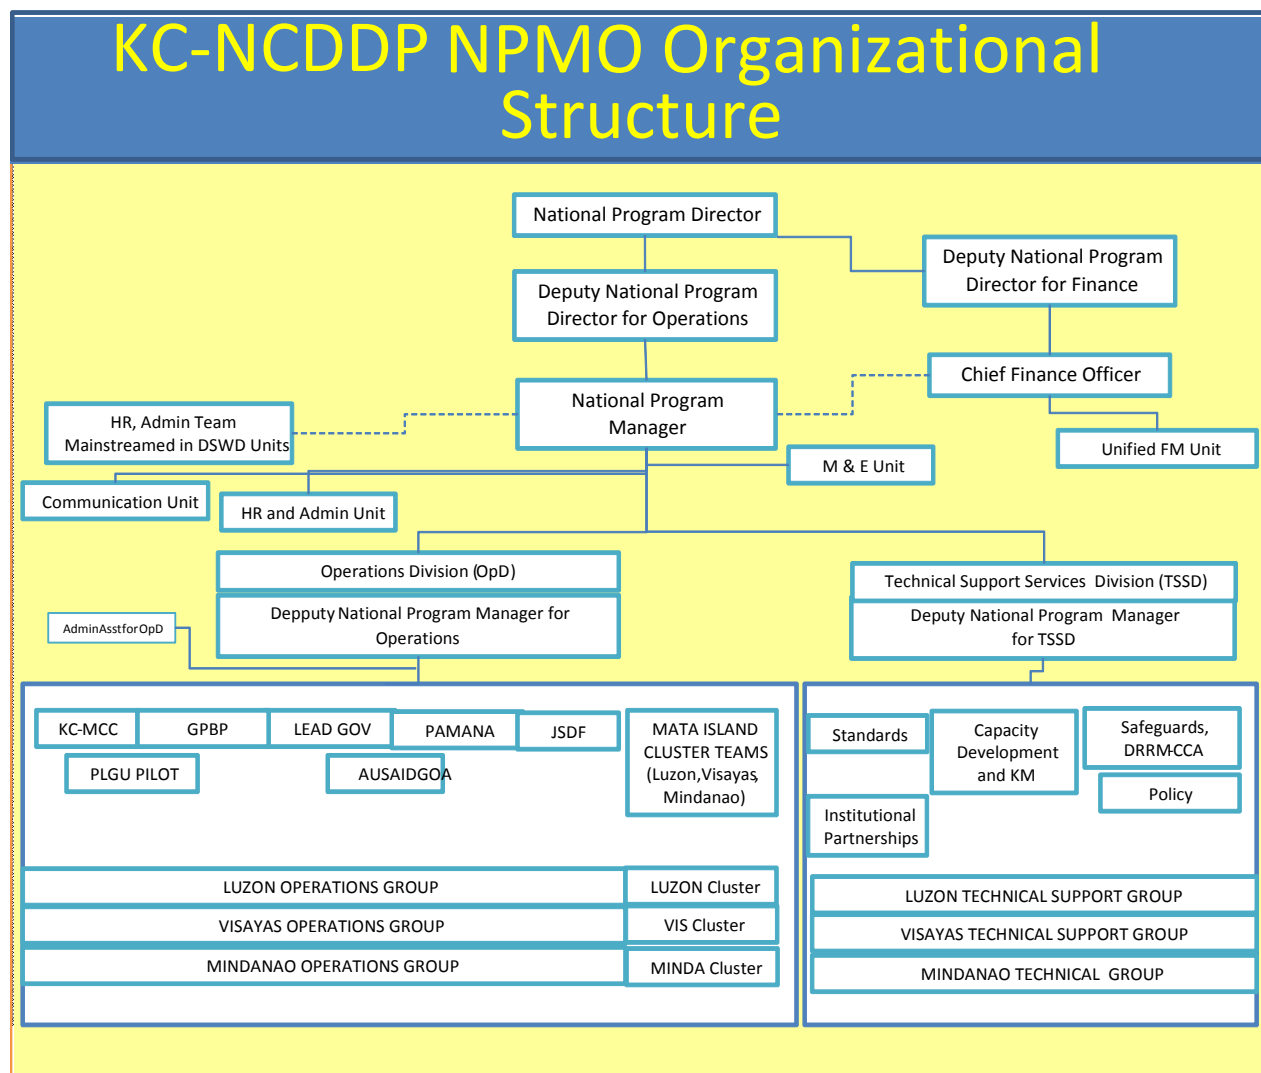 KC-NCDDP NPMO Organizational
Structure
National Program Director
Deputy National Program
Director for Finance
Deputy National Program
Director for Operations
Chief Finance Officer
National Program
Manager
HR, Admin Team
Mainstreamed in DSWD Units
Unified FM Unit
M & E Unit
Communication Unit
HR and Admin Unit
Operations Division (OpD)
Depputy National Program Manager for
Operations
Technical Support Services Division (TSSD)
Deputy National Program Manager
for TSSD
AdminAsstforOpD
KC-MCC
GPBP
LEAD GOV
PAMANA
JSDF
MATA ISLAND
CLUSTER TEAMS
(Luzon,Visayas,
Mindanao)
PLGU PILOT
AUSAIDGOA
Standards
Capacity
Development
and KM
Safeguards,
DRRM-CCA
Policy
Institutional
Partnerships
LUZON OPERATIONS GROUP
LUZON Cluster
VISAYAS OPERATIONS GROUP
VIS Cluster
MINDANAO OPERATIONS GROUP
MINDA Cluster
LUZON TECHNICAL SUPPORT GROUP
VISAYAS TECHNICAL SUPPORT GROUP
MINDANAO TECHNICAL GROUP